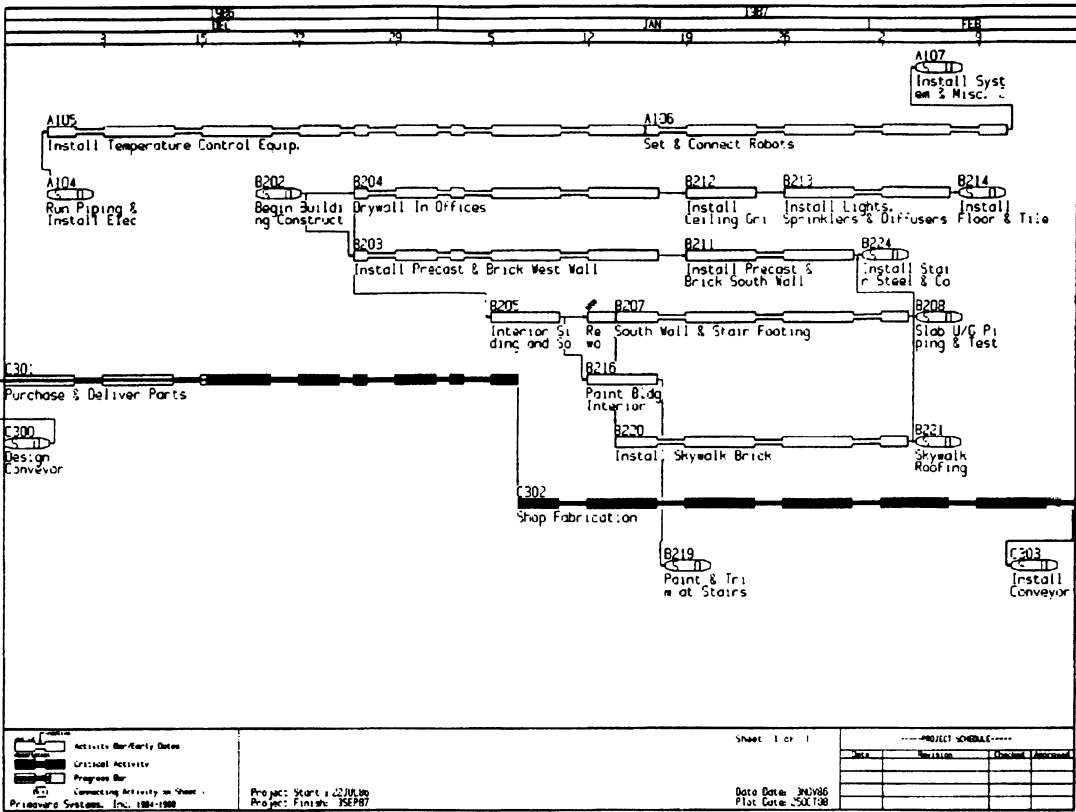 1987
DEC JAN FEB
15 29 5 12 19 26 2 9
A107
Install Syst
em & Misc.
A105 A106
Install Temperature Control Equip. Set & Connect Robots
A104 B202 B204 B212 B213 B214
Run Piping & Begin Buildi Drywall In Offices Install Install Lights, Install
Install Elec ng Construct Ceiling Gri Sprinklers & Diffusers Floor & Tile
B203 B211 B224
Install Precast & Brick West Wall Install Precast & Install Stai
Brick South Wall r Steel & Co
B205 B207 B208
Interior Si Re South Wall & Stair Footing Slab U/G Pi
ding and So wo ping & Test
C301 B216
Purchase & Deliver Parts Paint Bldg
Interior
C300 B220 B221
Design Install Skywalk Brick Skywalk
Conveyor Roofing
C302
Shop Fabrication
B219 C303
Paint & Tri Install
m at Stairs Conveyor
Activity Bar/Early Dates
Critical Activity
Progress Bar
Connecting Activity on Sheet
Primavera Systems, Inc. 1984-1988
Project Start : 22JUL86
Project Finish: 3SEP87
Sheet 1 of 1
Data Date: 3NOV86
Plot Date: 25OCT88
-----PROJECT SCHEDULE-----
Date Revision Checked Approved